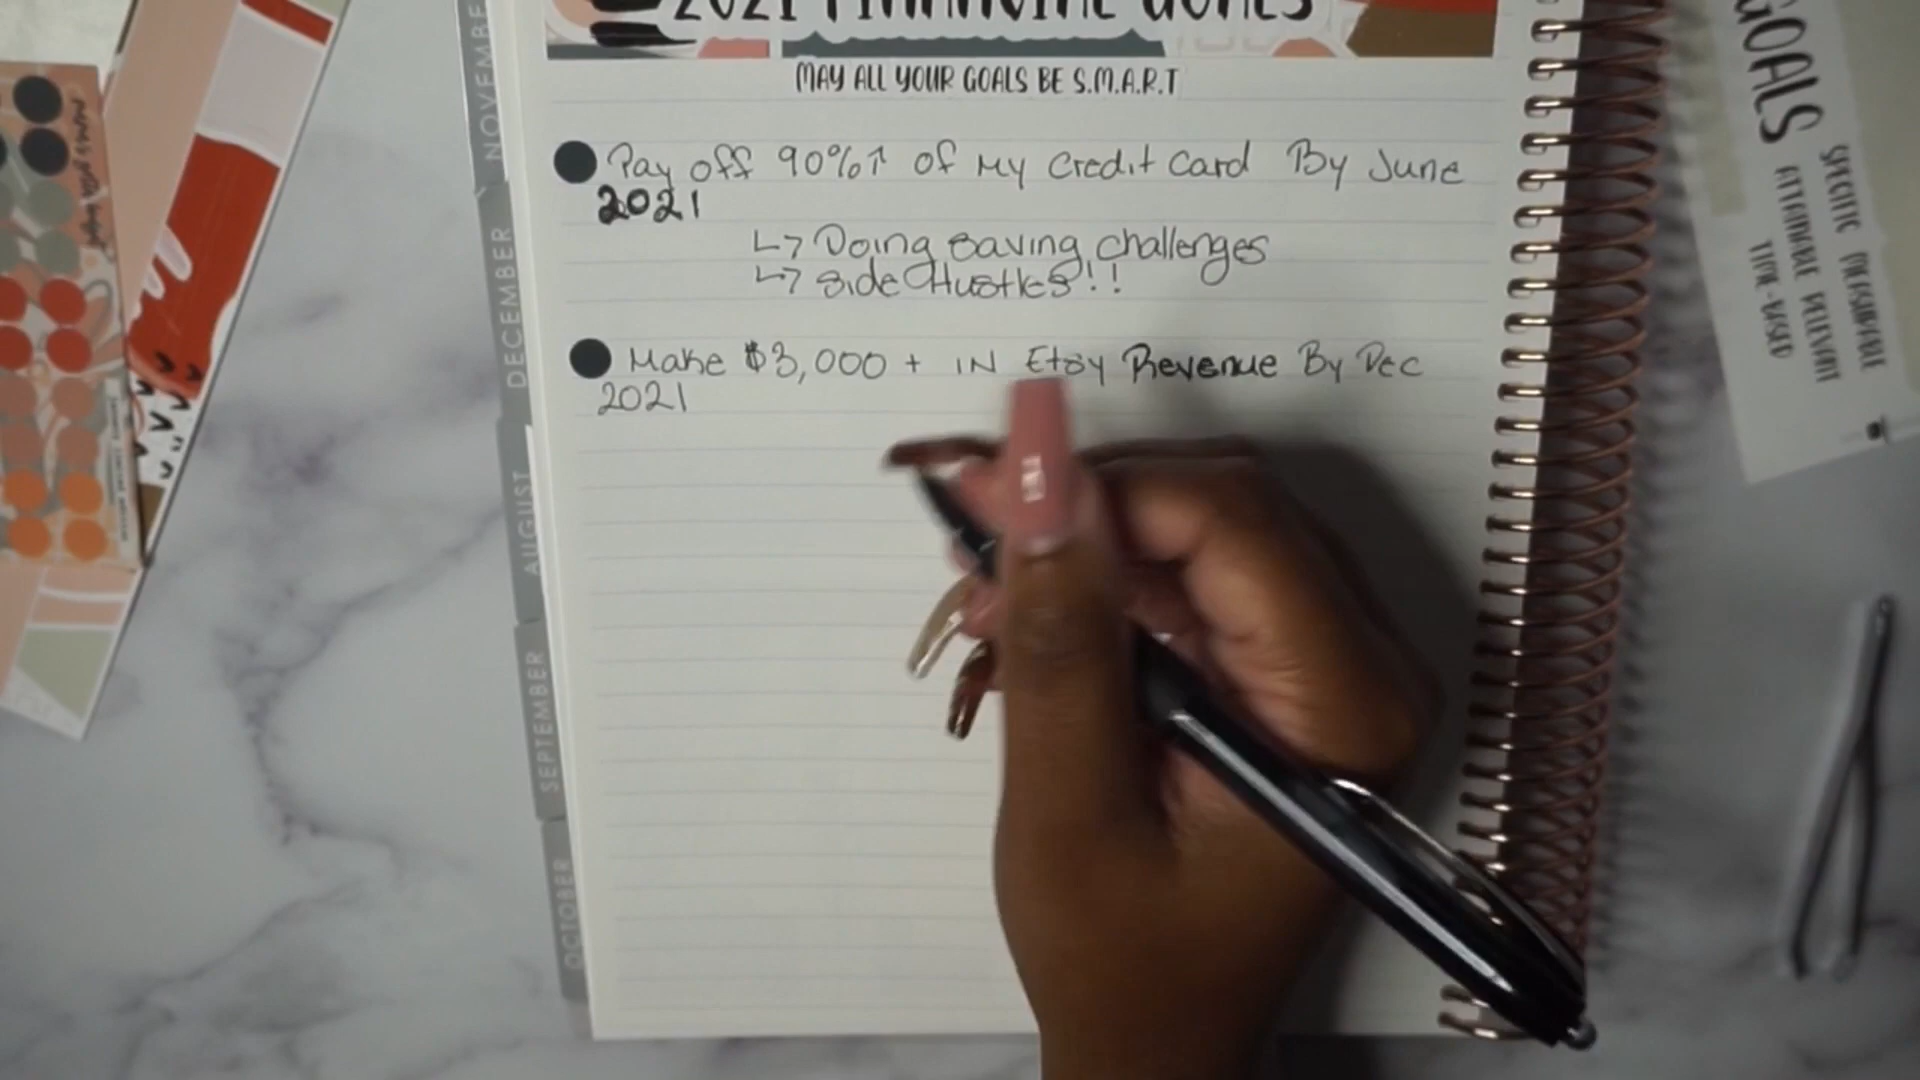 2021 FINANCIAL GOALS
MAY ALL YOUR GOALS BE S.M.A.R.T
Pay off 90%↑ of My Credit Card By June
2021
↳ Doing saving challenges
↳ Side Hustles!!
Make $3,000 + IN Etsy Revenue By Dec
2021
NOVEMBER
DECEMBER
AUGUST
SEPTEMBER
OCTOBER
GOALS
SPECIFIC MEASURABLE
ATTAINABLE RELEVANT
TIME-BASED